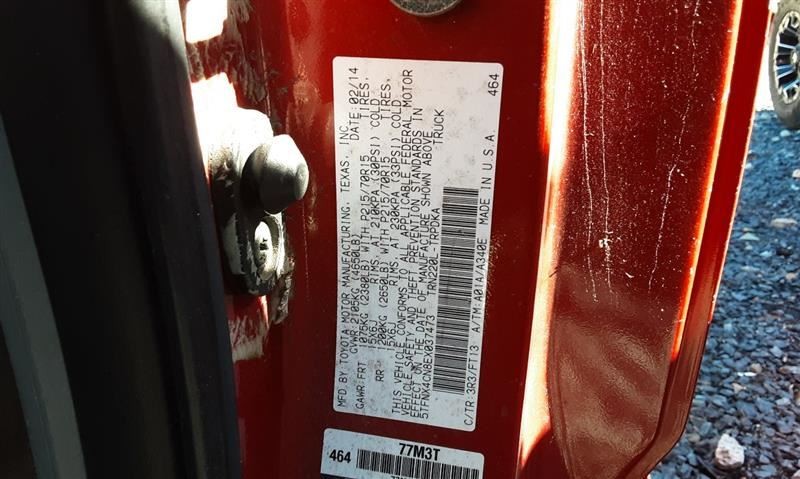 MFD. BY TOYOTA MOTOR MANUFACTURING, TEXAS, INC. DATE: 02/14
GVWR: 2105KG (4650LB)
GAWR: FRT 1075KG (2380LB) WITH P215/70R15 TIRES,
15X6J RIMS, AT 210KPA (30PSI) COLD
RR 1200KG (2650LB) WITH P215/70R15 TIRES,
15X6J RIMS, AT 230KPA (33PSI) COLD
THIS VEHICLE CONFORMS TO ALL APPLICABLE FEDERAL MOTOR
VEHICLE SAFETY AND THEFT PREVENTION STANDARDS IN
EFFECT ON THE DATE OF MANUFACTURE SHOWN ABOVE.
5TFNX4CN8EX037473 TRN220L-TRPDKA TRUCK
C/TR: 3R3/FT13 A/TM: A01A/A340E MADE IN U.S.A.
464
464 77M3T